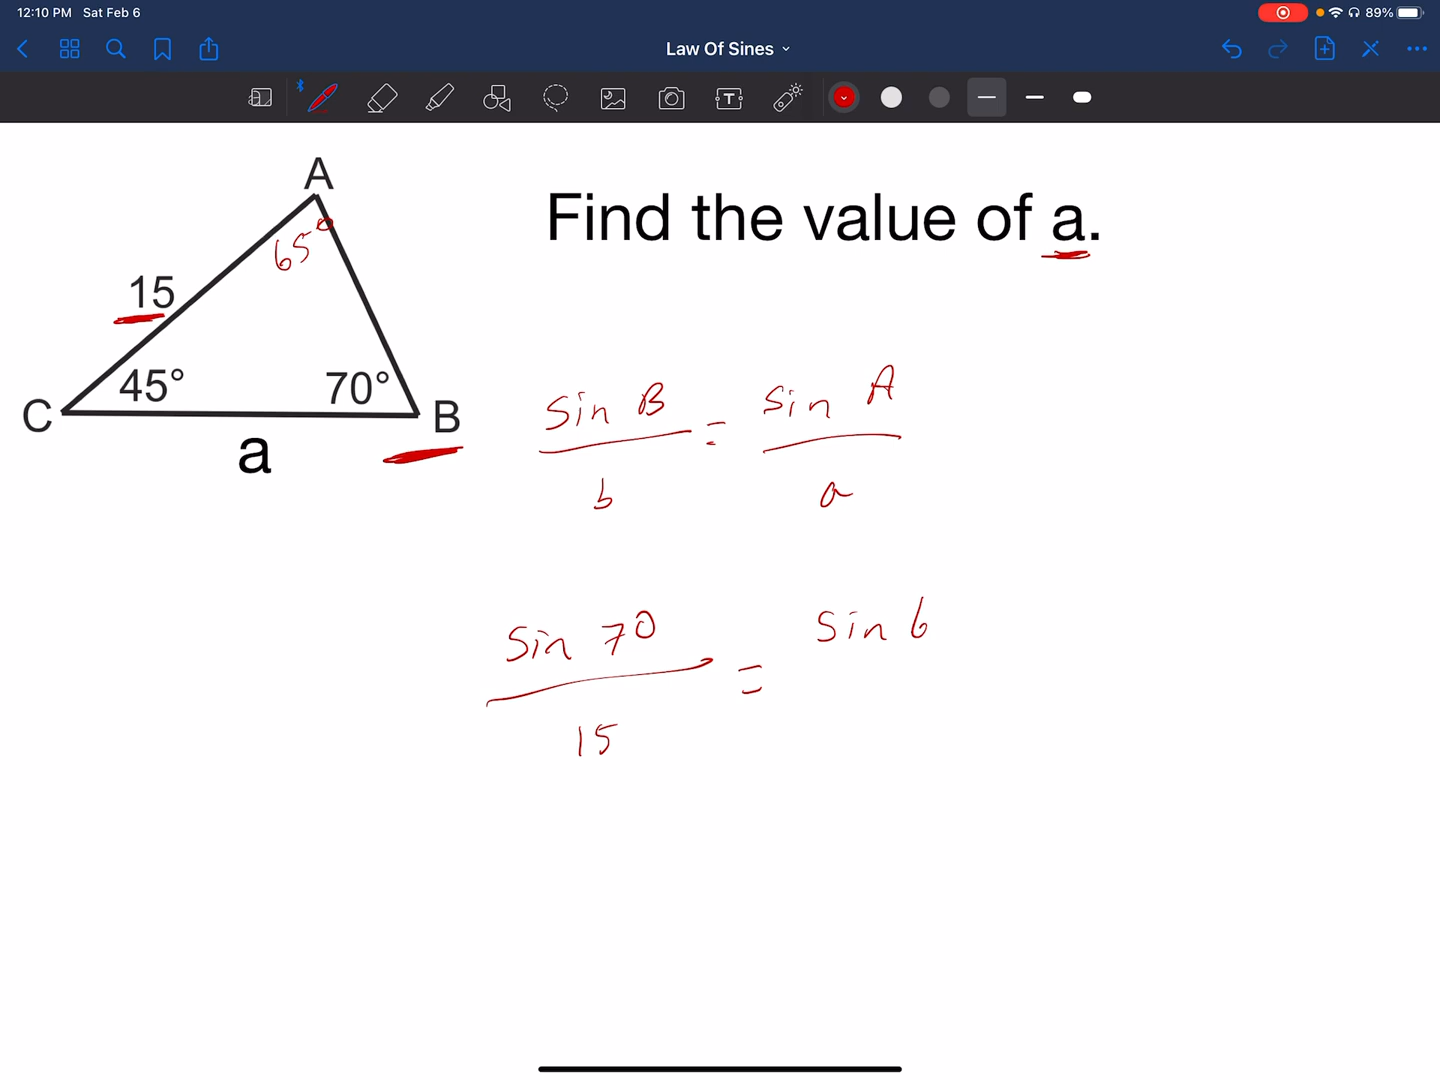 12:10 PM Sat Feb 6
89%
Law Of Sines
T
A
Find the value of a.
65°
15
45°
70°
C
B
a
sin B = sin A
b a
sin 70 = sin 6
15